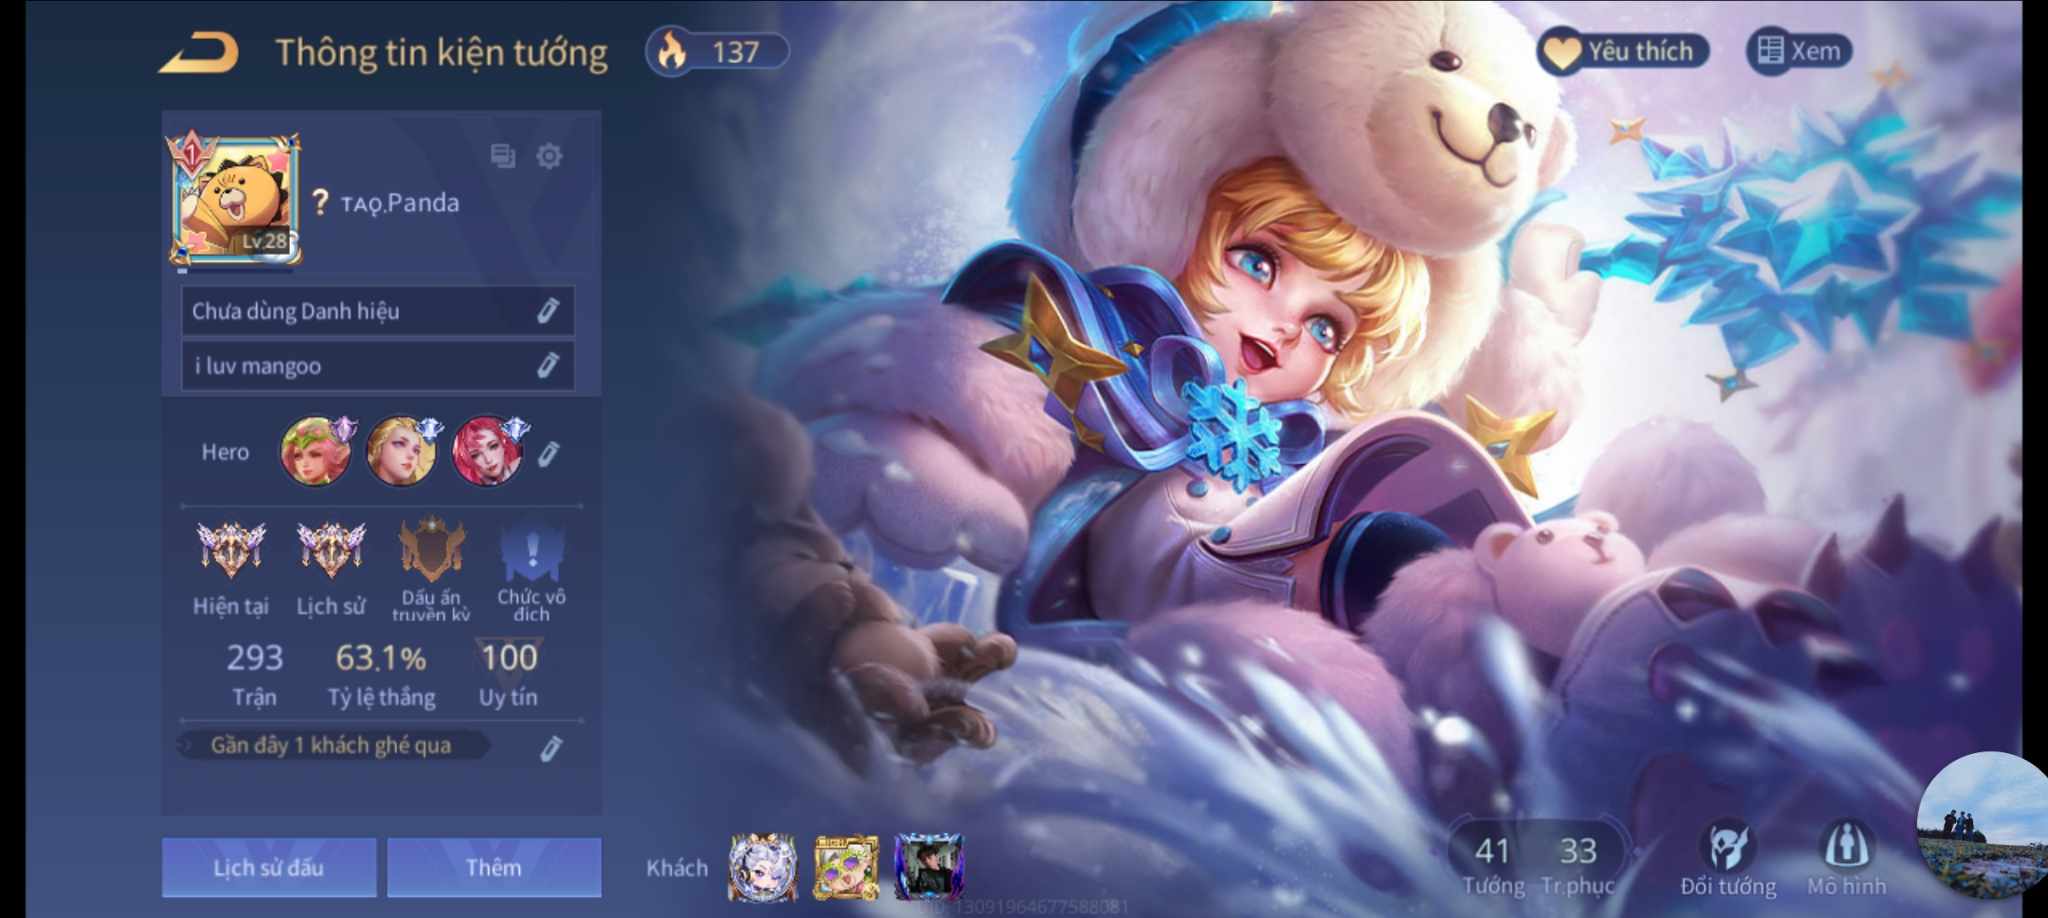 Thông tin kiện tướng
137
Yêu thích
Xem
1
Lv.28
? TAQ.Panda
Chưa dùng Danh hiệu
i luv mangoo
Hero
Hiện tại
Lịch sử
Dấu ấn truyền kỳ
Chức vô địch
293
63.1%
100
Trận
Tỷ lệ thắng
Uy tín
Gần đây 1 khách ghé qua
Lịch sử đấu
Thêm
Khách
41
33
Tướng
Tr.phục
Đổi tướng
Mô hình
UID: 13091964677588081